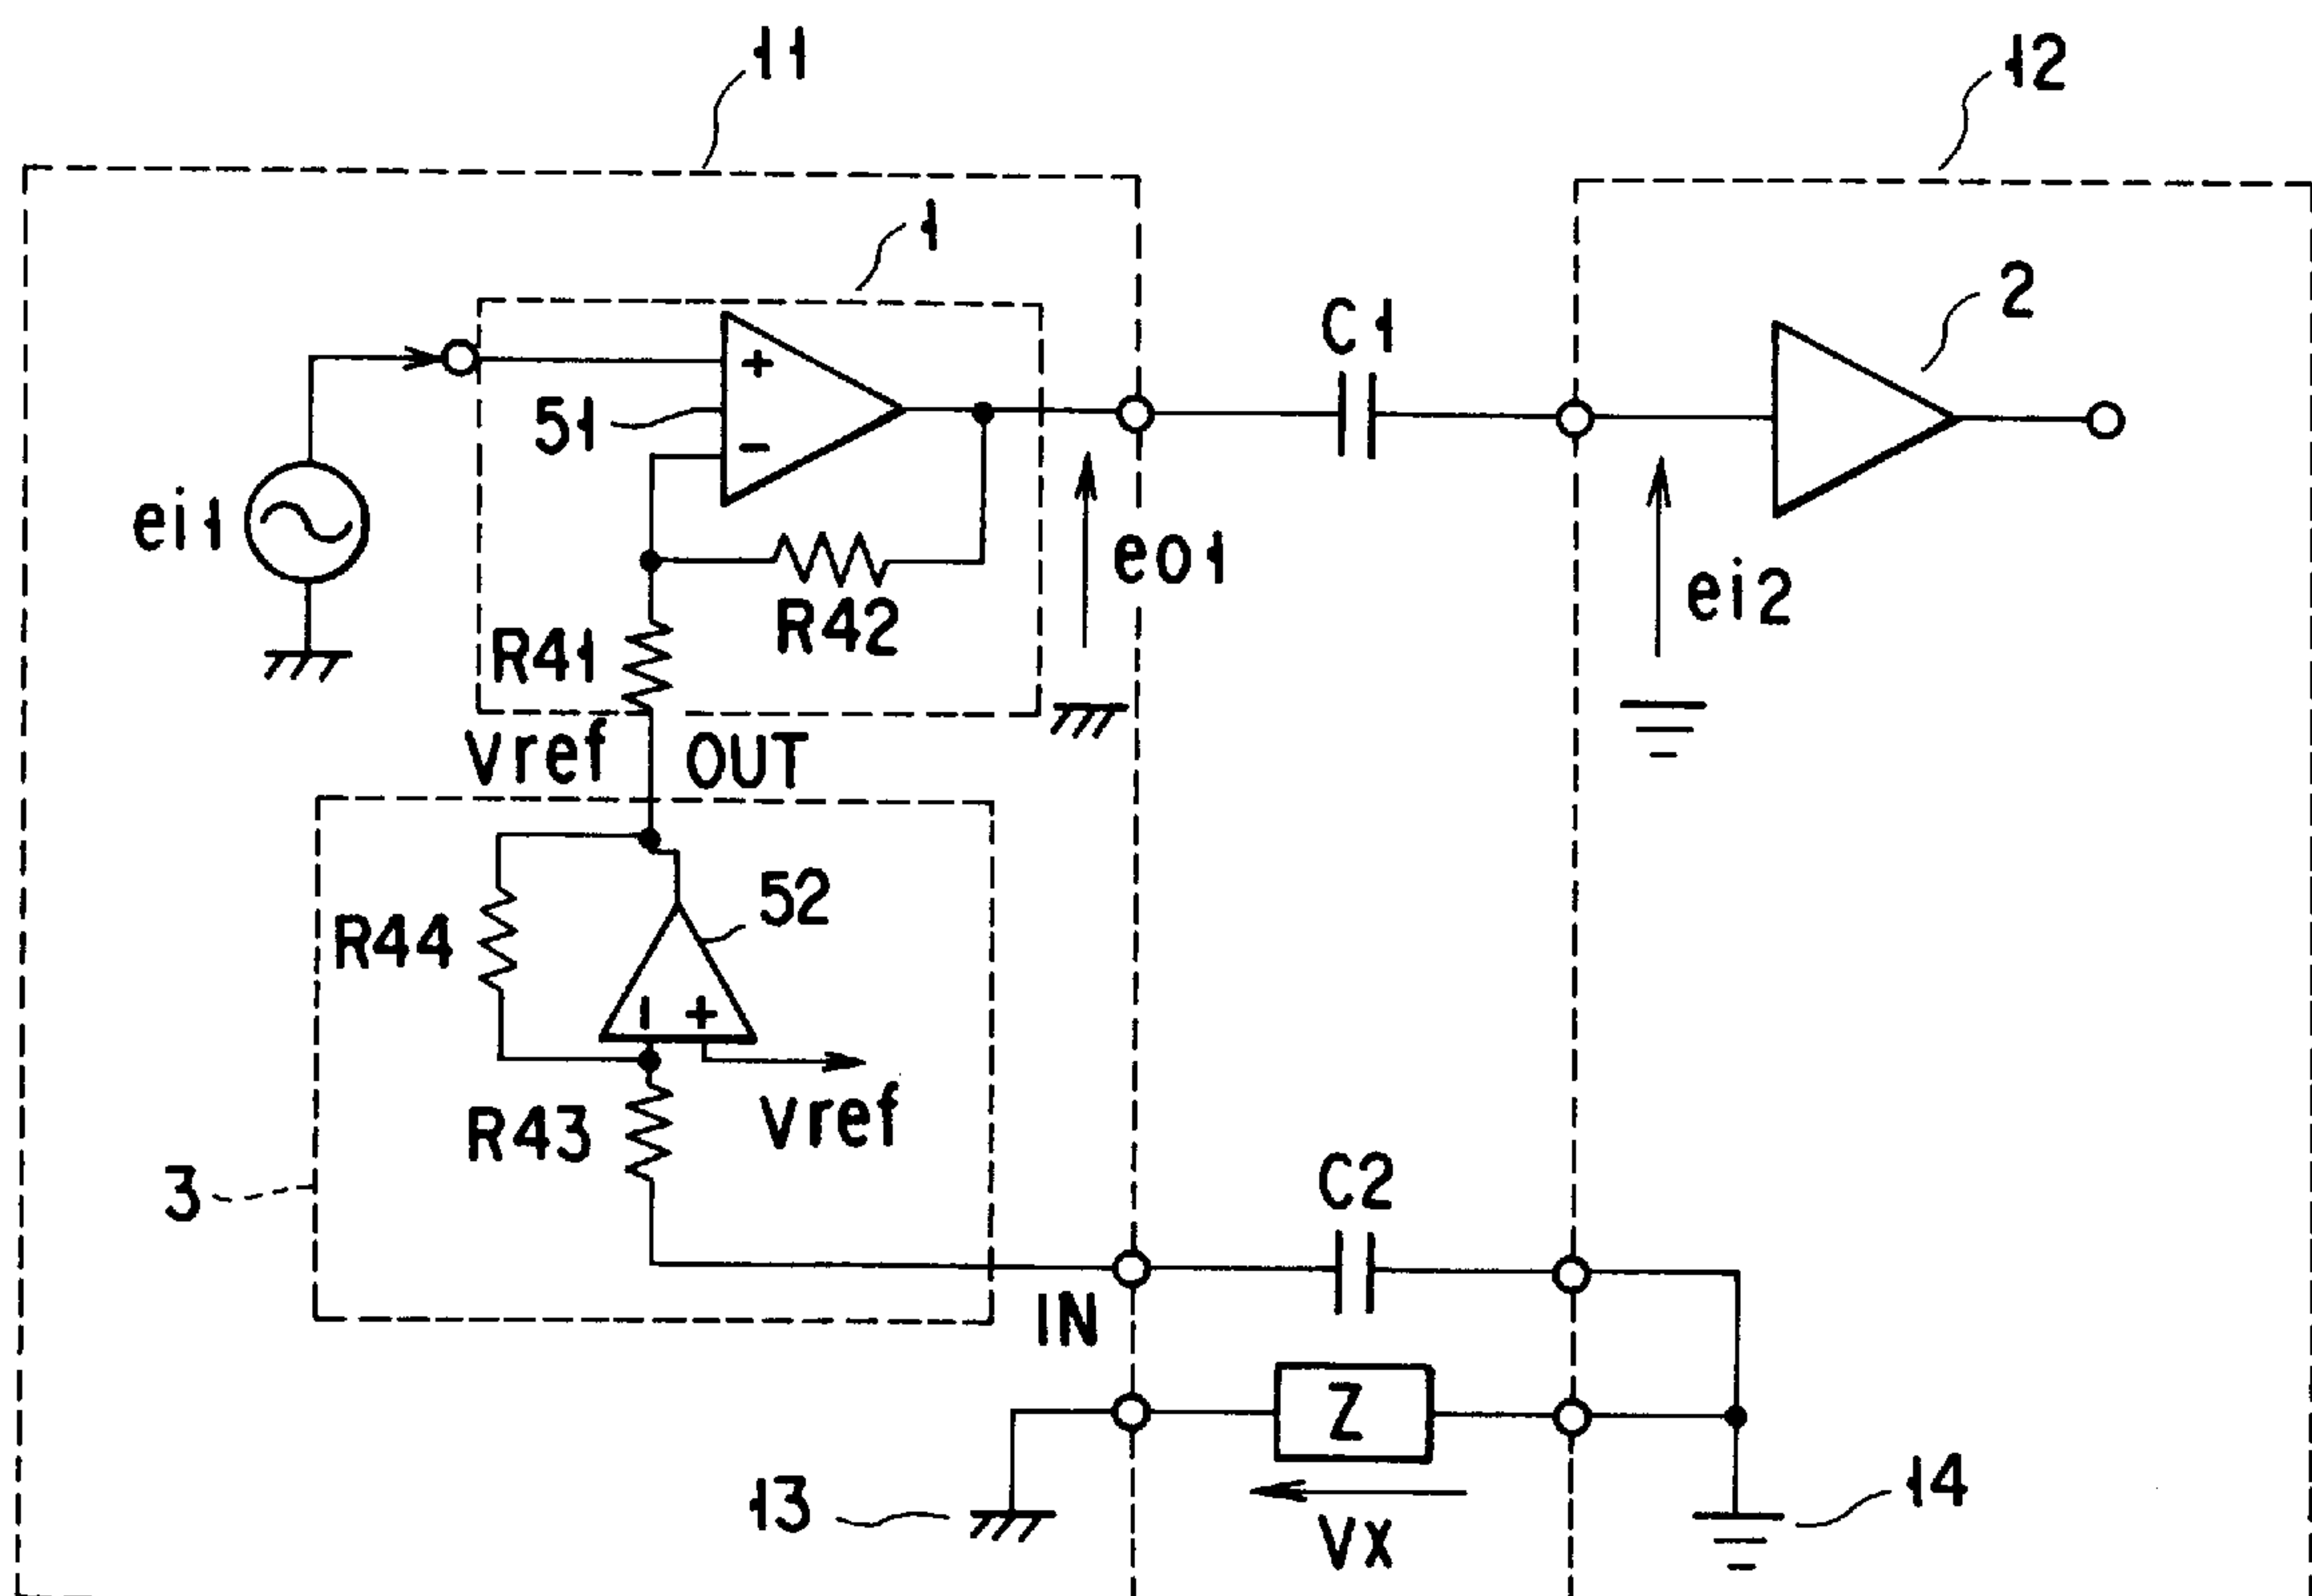 11
12
1
2
C1
+
51
-
ei1
eo1
ei2
R42
R41
Vref OUT
52
R44
- +
Vref
R43
3
C2
IN
Z
13
14
VX